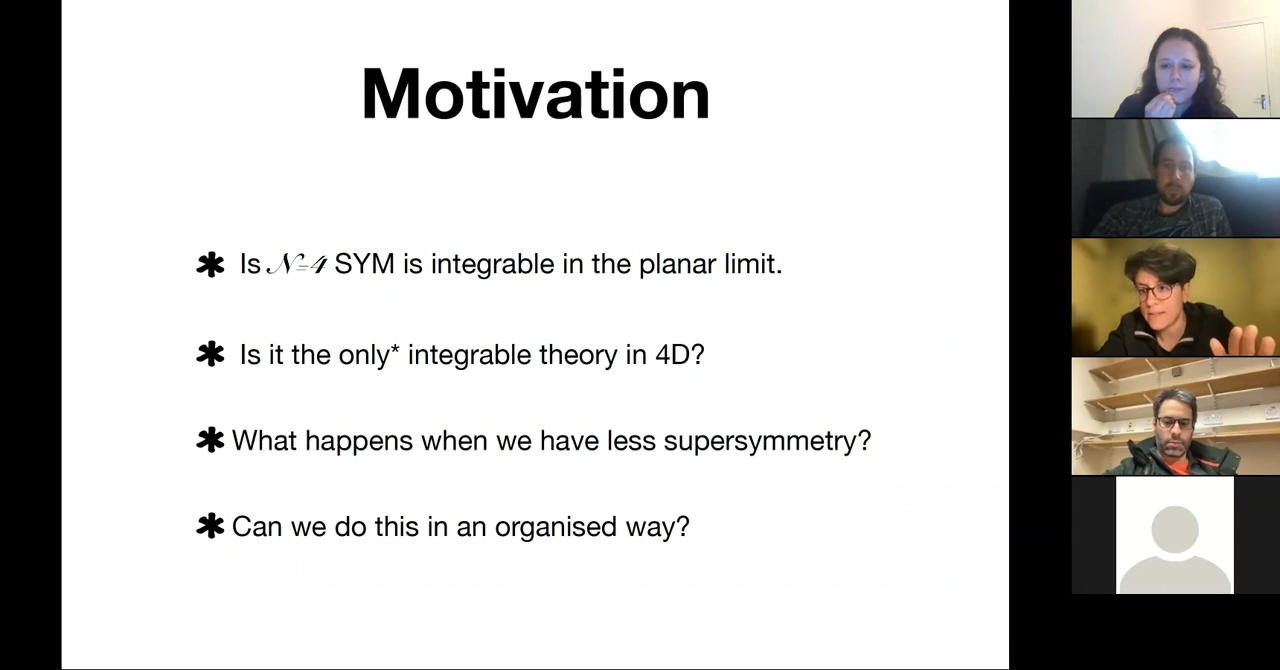 Motivation
✱ Is 𝒩=4 SYM is integrable in the planar limit.
✱ Is it the only* integrable theory in 4D?
✱ What happens when we have less supersymmetry?
✱ Can we do this in an organised way?